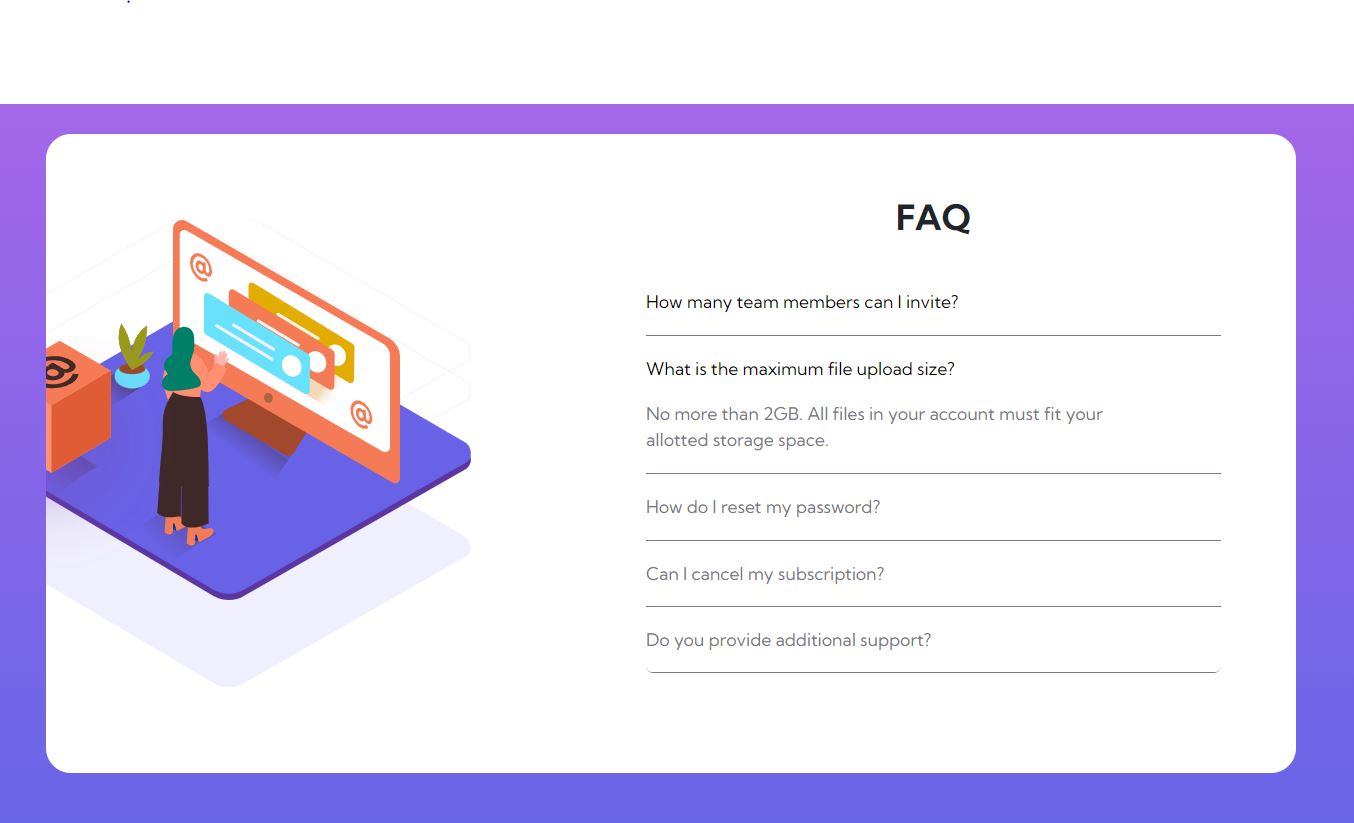 FAQ
How many team members can I invite?
What is the maximum file upload size?
No more than 2GB. All files in your account must fit your
allotted storage space.
How do I reset my password?
Can I cancel my subscription?
Do you provide additional support?
@
@
@